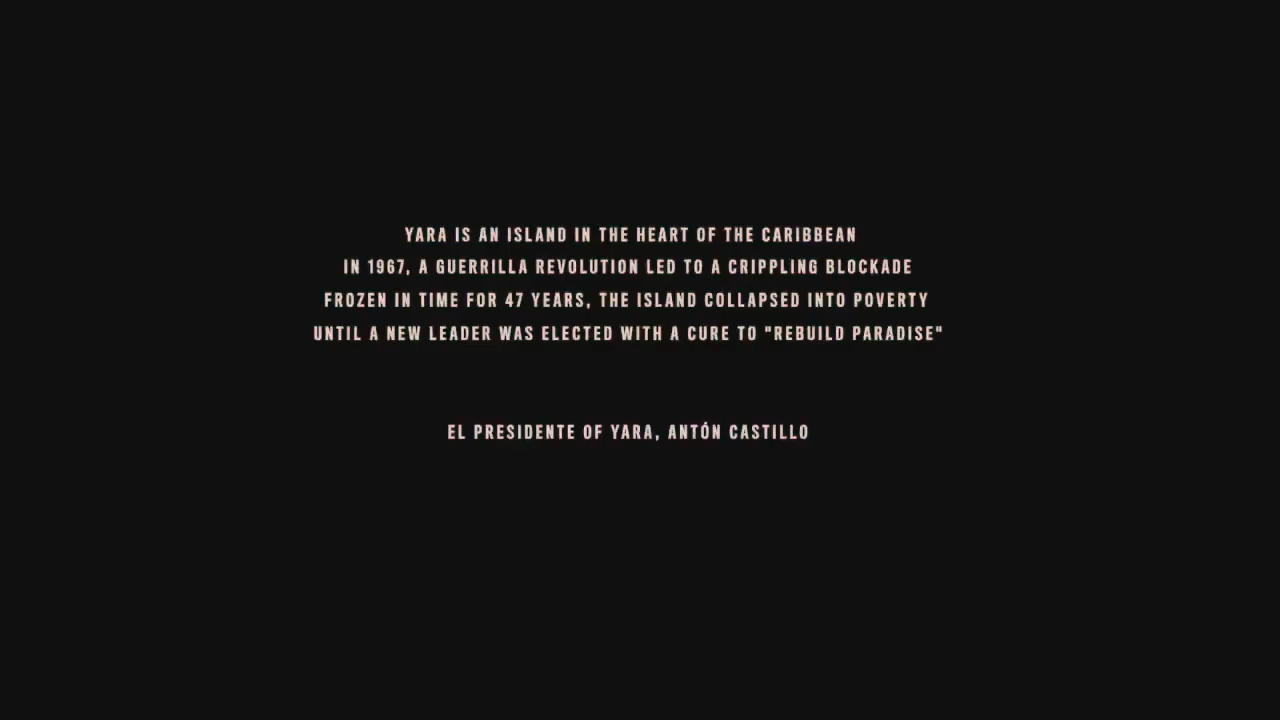 YARA IS AN ISLAND IN THE HEART OF THE CARIBBEAN
IN 1967, A GUERRILLA REVOLUTION LED TO A CRIPPLING BLOCKADE
FROZEN IN TIME FOR 47 YEARS, THE ISLAND COLLAPSED INTO POVERTY
UNTIL A NEW LEADER WAS ELECTED WITH A CURE TO "REBUILD PARADISE"
EL PRESIDENTE OF YARA, ANTÓN CASTILLO